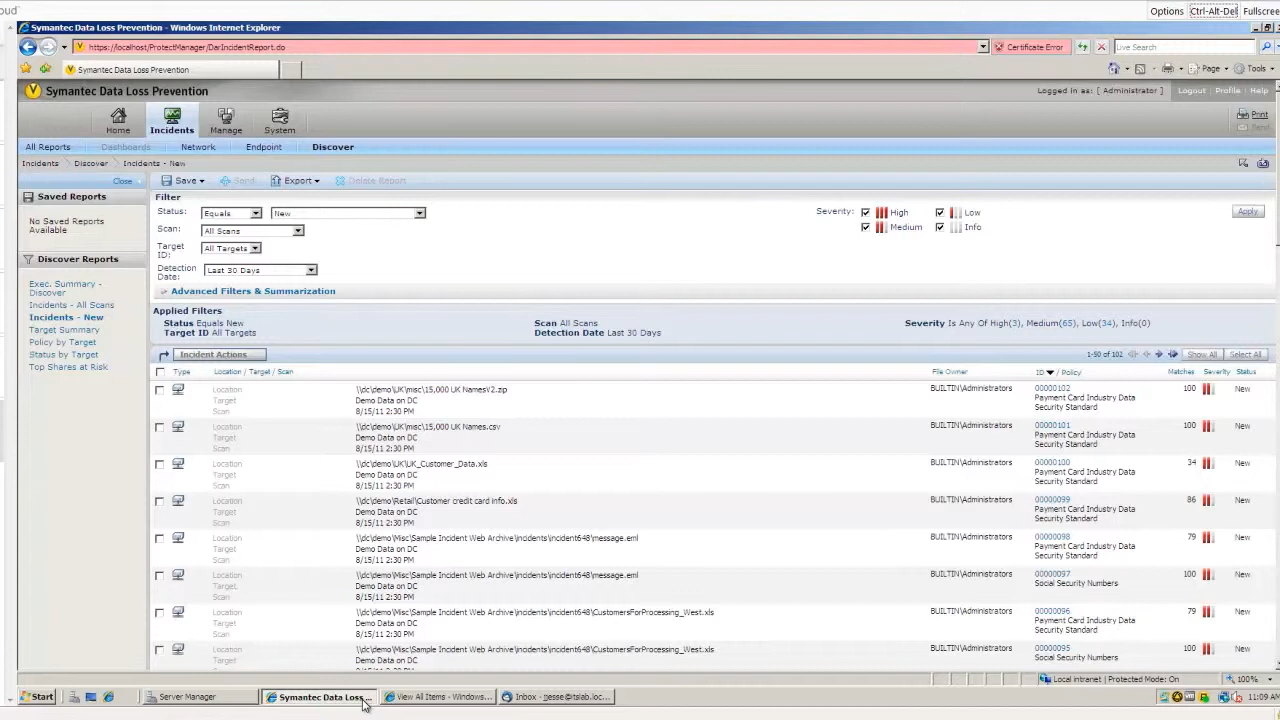 oud
Options Ctrl-Alt-Del Fullscree
Symantec Data Loss Prevention - Windows Internet Explorer
https://localhost/ProtectManager/DarIncidentReport.do Certificate Error Live Search
Symantec Data Loss Prevention Page Tools
Symantec Data Loss Prevention Logged in as: [ Administrator ] Logout Profile Help
Home Incidents Manage System Print
Send
All Reports Dashboards Network Endpoint Discover
Incidents Discover Incidents - New
Close Save Send Export Delete Report
Saved Reports
No Saved Reports
Available
Discover Reports
Exec. Summary -
Discover
Incidents - All Scans
Incidents - New
Target Summary
Policy by Target
Status by Target
Top Shares at Risk
Filter
Status: Equals New Severity: High Low Apply
Scan: All Scans Medium Info
Target
ID: All Targets
Detection
Date: Last 30 Days
Advanced Filters & Summarization
Applied Filters
Status Equals New Scan All Scans Severity Is Any Of High(3), Medium(65), Low(34), Info(0)
Target ID All Targets Detection Date Last 30 Days
Incident Actions 1-50 of 102 Show All Select All
Type Location / Target / Scan File Owner ID / Policy Matches Severity Status
Location \\dc\demo\UK\misc\15,000 UK NamesV2.zip BUILTIN\Administrators 00000102 100 New
Target Demo Data on DC Payment Card Industry Data
Scan 8/15/11 2:30 PM Security Standard
Location \\dc\demo\UK\misc\15,000 UK Names.csv BUILTIN\Administrators 00000101 100 New
Target Demo Data on DC Payment Card Industry Data
Scan 8/15/11 2:30 PM Security Standard
Location \\dc\demo\UK\UK_Customer_Data.xls BUILTIN\Administrators 00000100 34 New
Target Demo Data on DC Payment Card Industry Data
Scan 8/15/11 2:30 PM Security Standard
Location \\dc\demo\Retail\Customer credit card info.xls BUILTIN\Administrators 00000099 86 New
Target Demo Data on DC Payment Card Industry Data
Scan 8/15/11 2:30 PM Security Standard
Location \\dc\demo\Misc\Sample Incident Web Archive\incidents\incident648\message.eml BUILTIN\Administrators 00000098 79 New
Target Demo Data on DC Payment Card Industry Data
Scan 8/15/11 2:30 PM Security Standard
Location \\dc\demo\Misc\Sample Incident Web Archive\incidents\incident648\message.eml BUILTIN\Administrators 00000097 100 New
Target Demo Data on DC Social Security Numbers
Scan 8/15/11 2:30 PM
Location \\dc\demo\Misc\Sample Incident Web Archive\incidents\incident648\CustomersForProcessing_West.xls BUILTIN\Administrators 00000096 79 New
Target Demo Data on DC Payment Card Industry Data
Scan 8/15/11 2:30 PM Security Standard
Location \\dc\demo\Misc\Sample Incident Web Archive\incidents\incident648\CustomersForProcessing_West.xls BUILTIN\Administrators 00000095 100 New
Target Demo Data on DC Social Security Numbers
Local intranet | Protected Mode: On 100%
Start Server Manager Symantec Data Loss ... View All Items - Windows... Inbox - jesse@tslab.loc... 11:09 AM